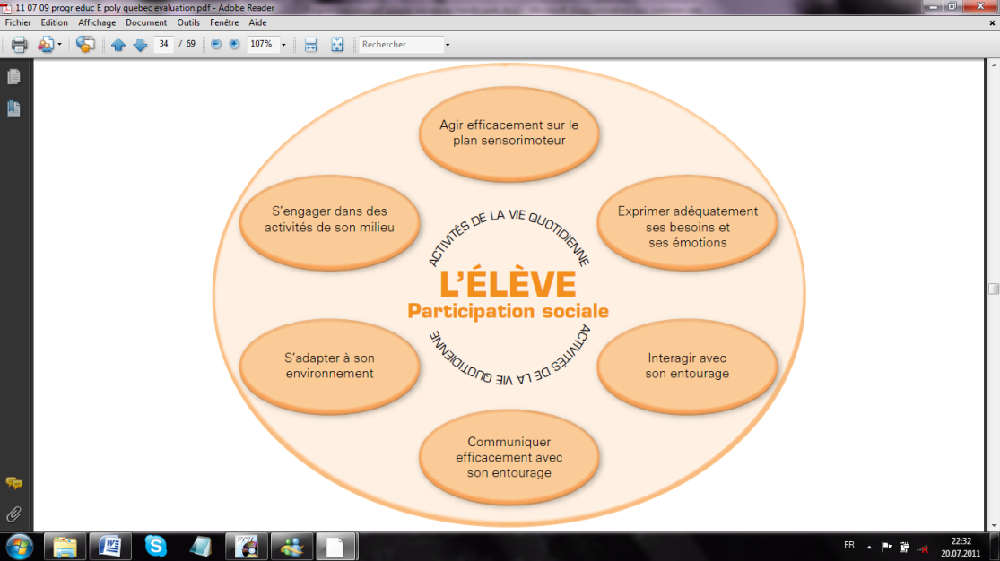 11 07 09 progr educ E poly quebec evaluation.pdf - Adobe Reader
Fichier Edition Affichage Document Outils Fenêtre Aide
34 / 69 107% Rechercher
Agir efficacement sur le
plan sensorimoteur
S'engager dans des
activités de son milieu
Exprimer adéquatement
ses besoins et
ses émotions
ACTIVITÉS DE LA VIE QUOTIDIENNE
L'ÉLÈVE
Participation sociale
ACTIVITÉS DE LA VIE QUOTIDIENNE
S'adapter à son
environnement
Interagir avec
son entourage
Communiquer
efficacement avec
son entourage
FR
22:32
20.07.2011